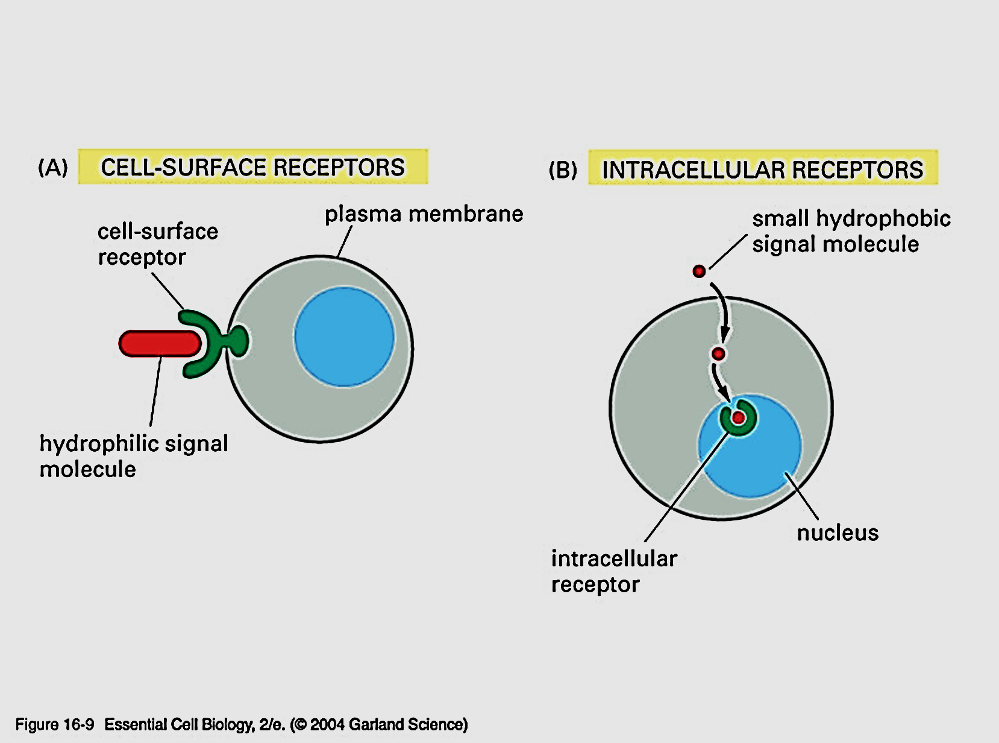 (A) CELL-SURFACE RECEPTORS
plasma membrane
cell-surface
receptor
hydrophilic signal
molecule
(B) INTRACELLULAR RECEPTORS
small hydrophobic
signal molecule
nucleus
intracellular
receptor
Figure 16-9 Essential Cell Biology, 2/e. (© 2004 Garland Science)